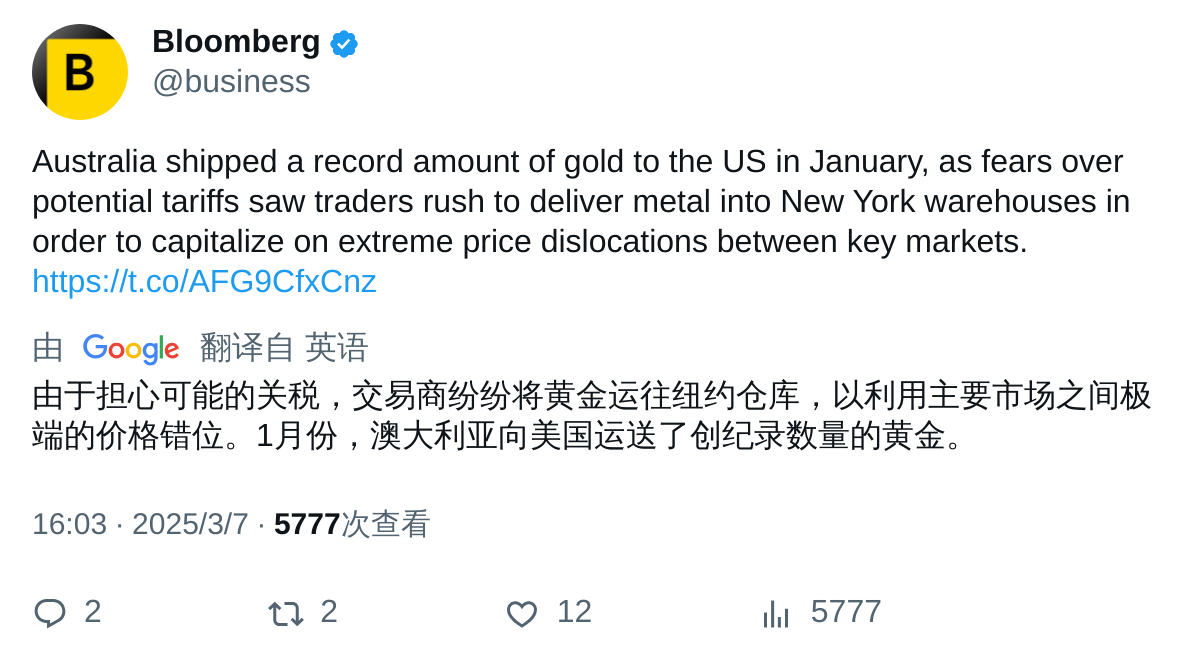 B
Bloomberg
@business
Australia shipped a record amount of gold to the US in January, as fears over
potential tariffs saw traders rush to deliver metal into New York warehouses in
order to capitalize on extreme price dislocations between key markets.
https://t.co/AFG9CfxCnz
由 Google 翻译自 英语
由于担心可能的关税，交易商纷纷将黄金运往纽约仓库，以利用主要市场之间极
端的价格错位。1月份，澳大利亚向美国运送了创纪录数量的黄金。
16:03 · 2025/3/7 · 5777次查看
2 2 12 5777